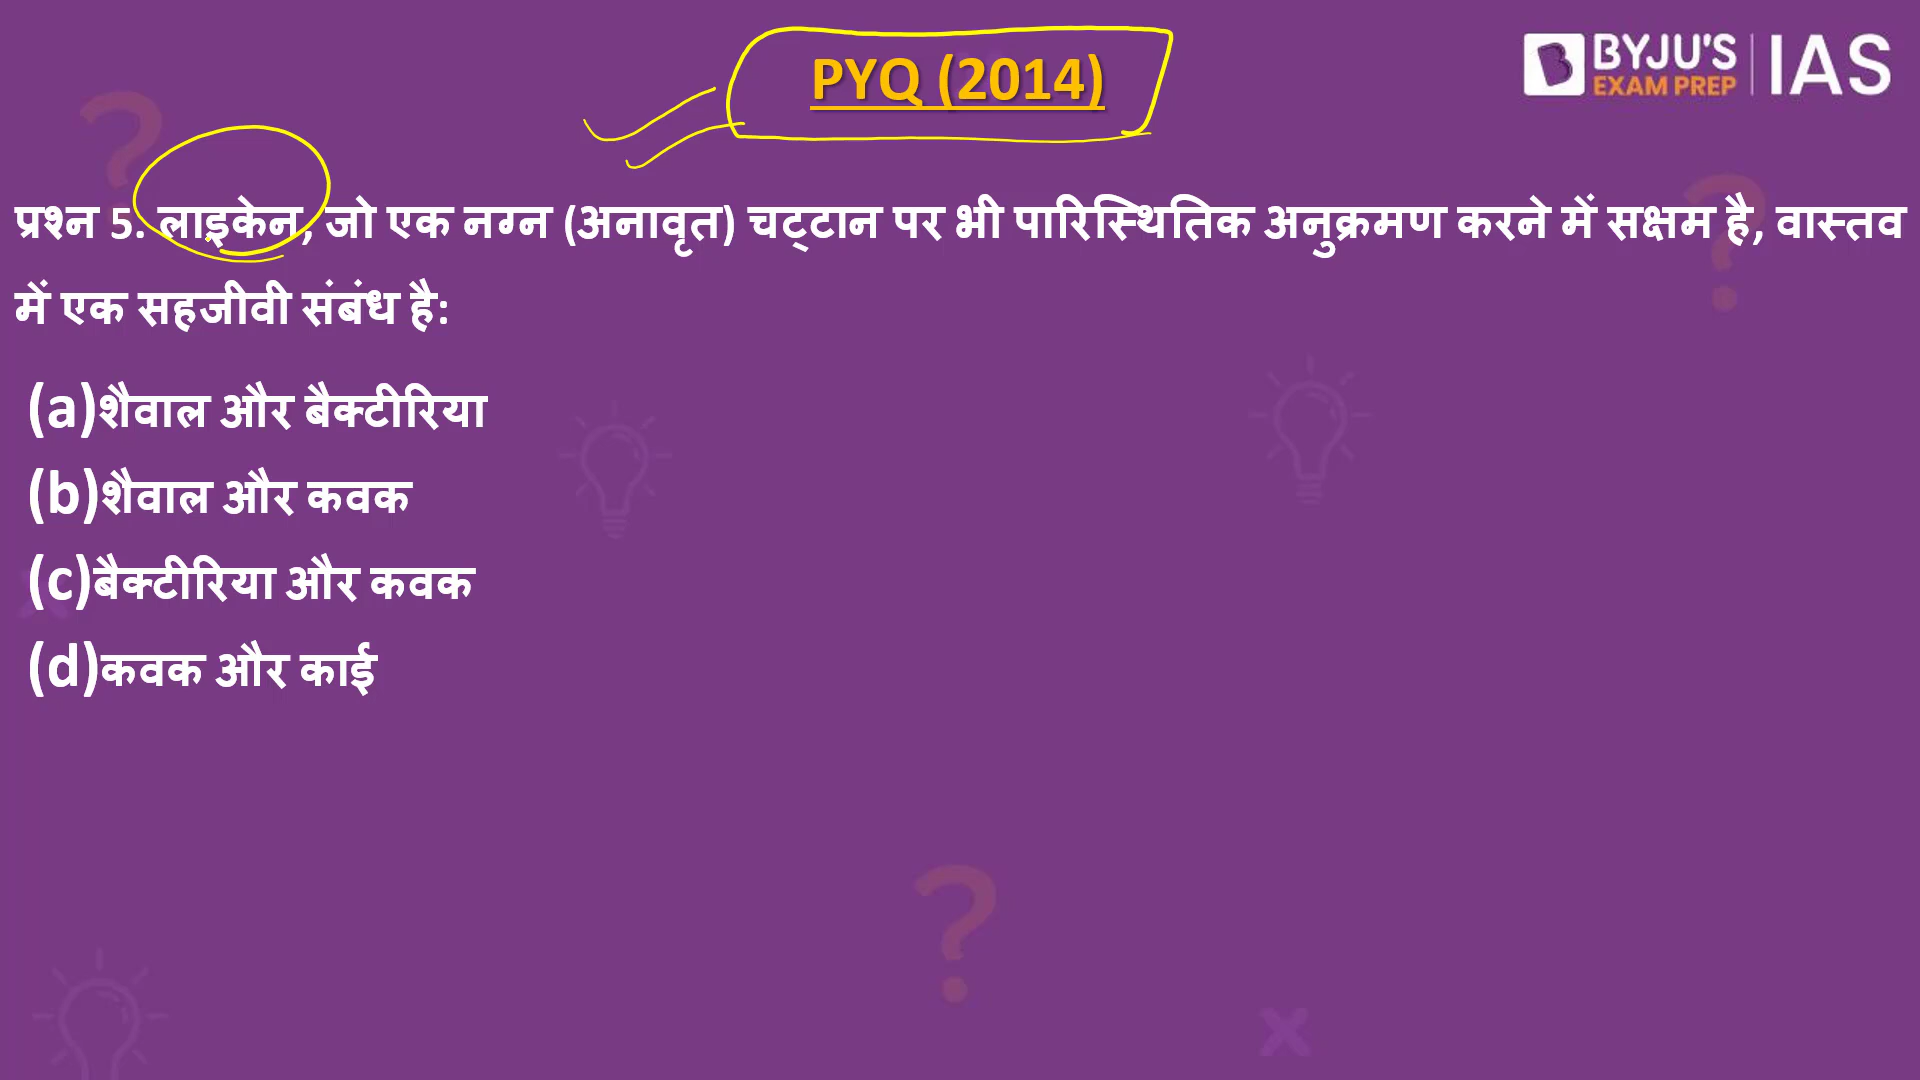 PYQ (2014)
BYJU'S
EXAM PREP
IAS
प्रश्न 5. लाइकेन, जो एक नग्न (अनावृत) चट्टान पर भी पारिस्थितिक अनुक्रमण करने में सक्षम है, वास्तव
में एक सहजीवी संबंध है:
(a)शैवाल और बैक्टीरिया
(b)शैवाल और कवक
(c)बैक्टीरिया और कवक
(d)कवक और काई